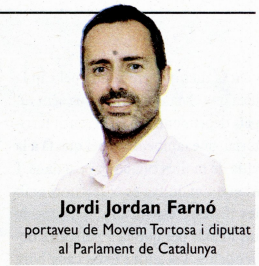 Jordi Jordan Farnó
portaveu de Movem Tortosa i diputat
al Parlament de Catalunya